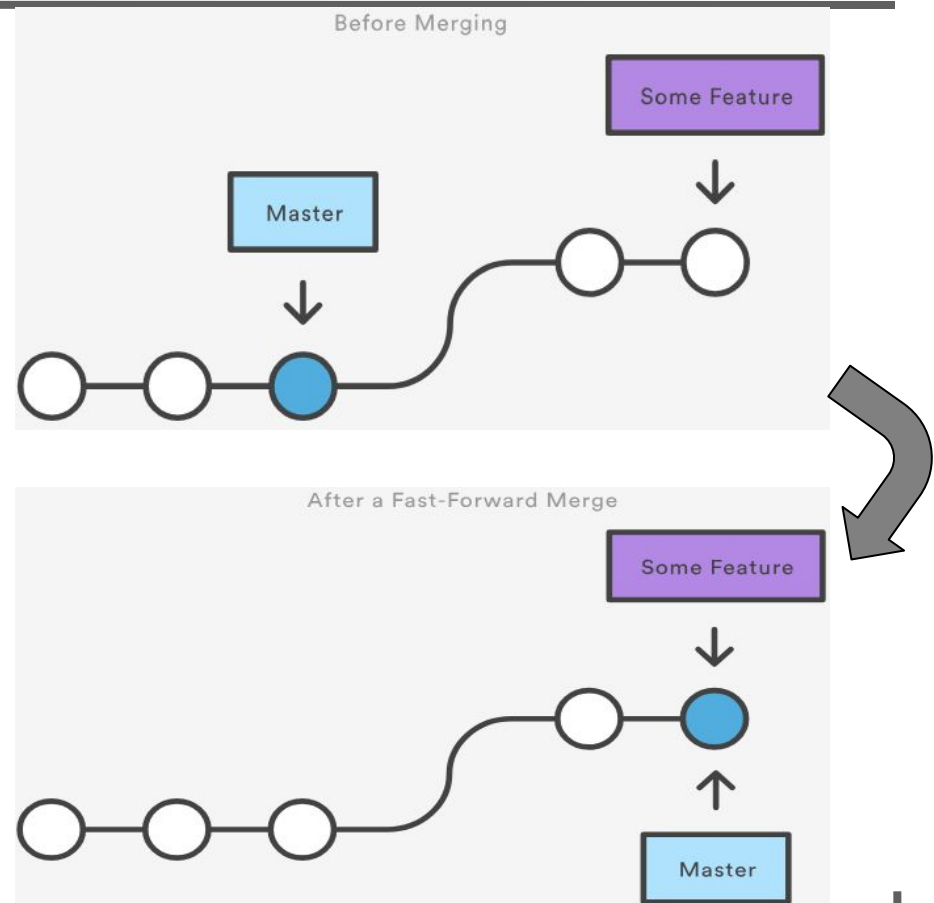 Before Merging
Some Feature
Master
After a Fast-Forward Merge
Some Feature
Master